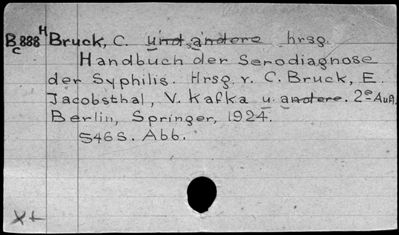 B888 H Bruck, C. und andere hrsg.
C
Handbuch der Serodiagnose
der Syphilis. Hrsg. v. C. Bruck, E.
Jacobsthal, V. Kafka u. andere. 2e Aufl.
Berlin, Springer, 1924.
546 S. Abb.